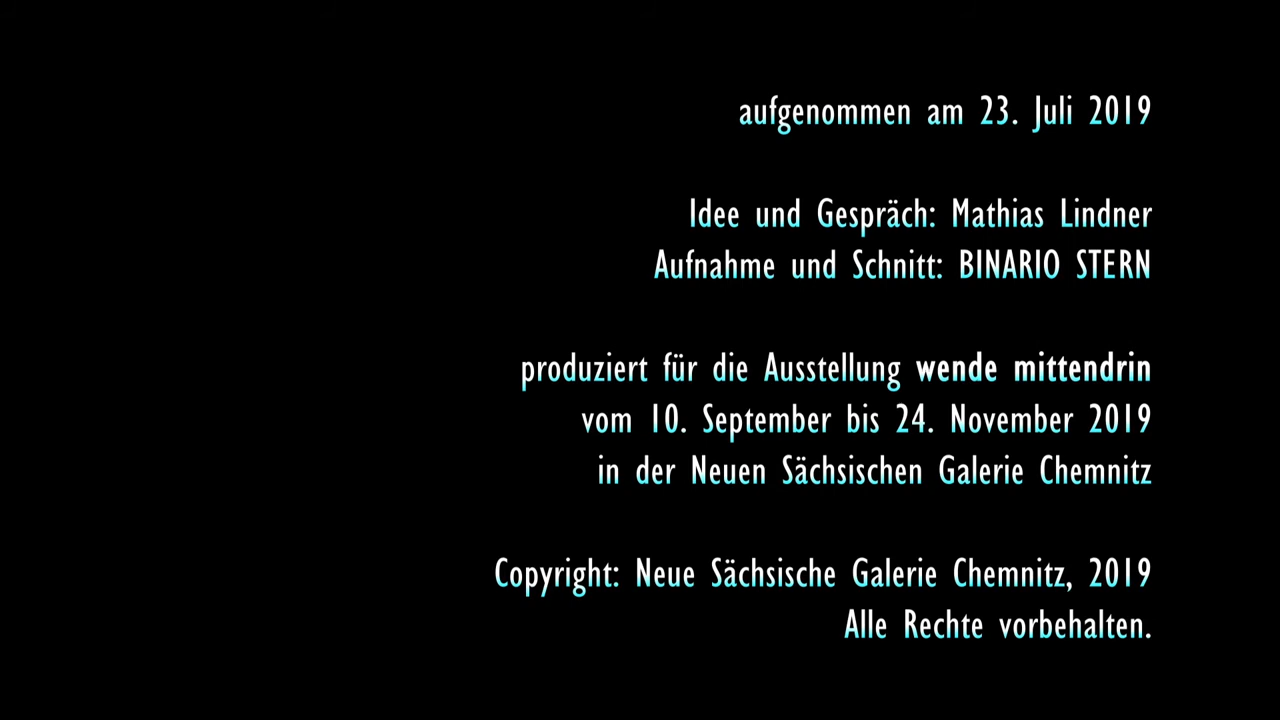 aufgenommen am 23. Juli 2019
Idee und Gespräch: Mathias Lindner
Aufnahme und Schnitt: BINARIO STERN
produziert für die Ausstellung wende mittendrin
vom 10. September bis 24. November 2019
in der Neuen Sächsischen Galerie Chemnitz
Copyright: Neue Sächsische Galerie Chemnitz, 2019
Alle Rechte vorbehalten.